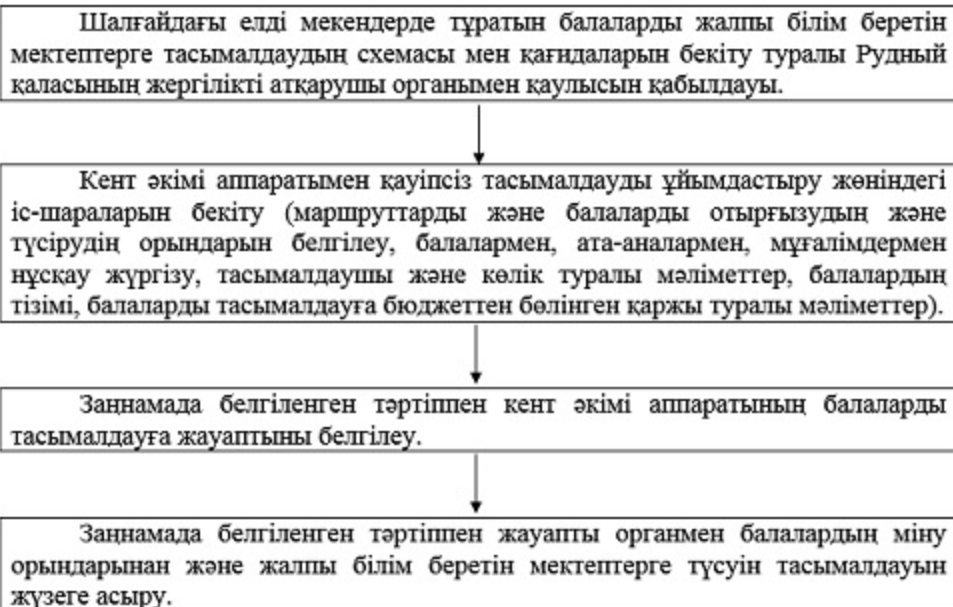 Шалғайдағы елді мекендерде тұратын балаларды жалпы білім беретін
мектептерге тасымалдаудың схемасы мен қағидаларын бекіту туралы Рудный
қаласының жергілікті атқарушы органымен қаулысын қабылдауы.
Кент әкімі аппаратымен қауіпсіз тасымалдауды ұйымдастыру жөніндегі
іс-шараларын бекіту (маршруттарды және балаларды отырғызудың және
түсірудің орындарын белгілеу, балалармен, ата-аналармен, мұғалімдермен
нұсқау жүргізу, тасымалдаушы және көлік туралы мәліметтер, балалардың
тізімі, балаларды тасымалдауға бюджеттен бөлінген қаржы туралы мәліметтер).
Заңнамада белгіленген тәртіппен кент әкімі аппаратының балаларды
тасымалдауға жауаптыны белгілеу.
Заңнамада белгіленген тәртіппен жауапты органмен балалардың міну
орындарынан және жалпы білім беретін мектептерге түсуін тасымалдауын
жүзеге асыру.